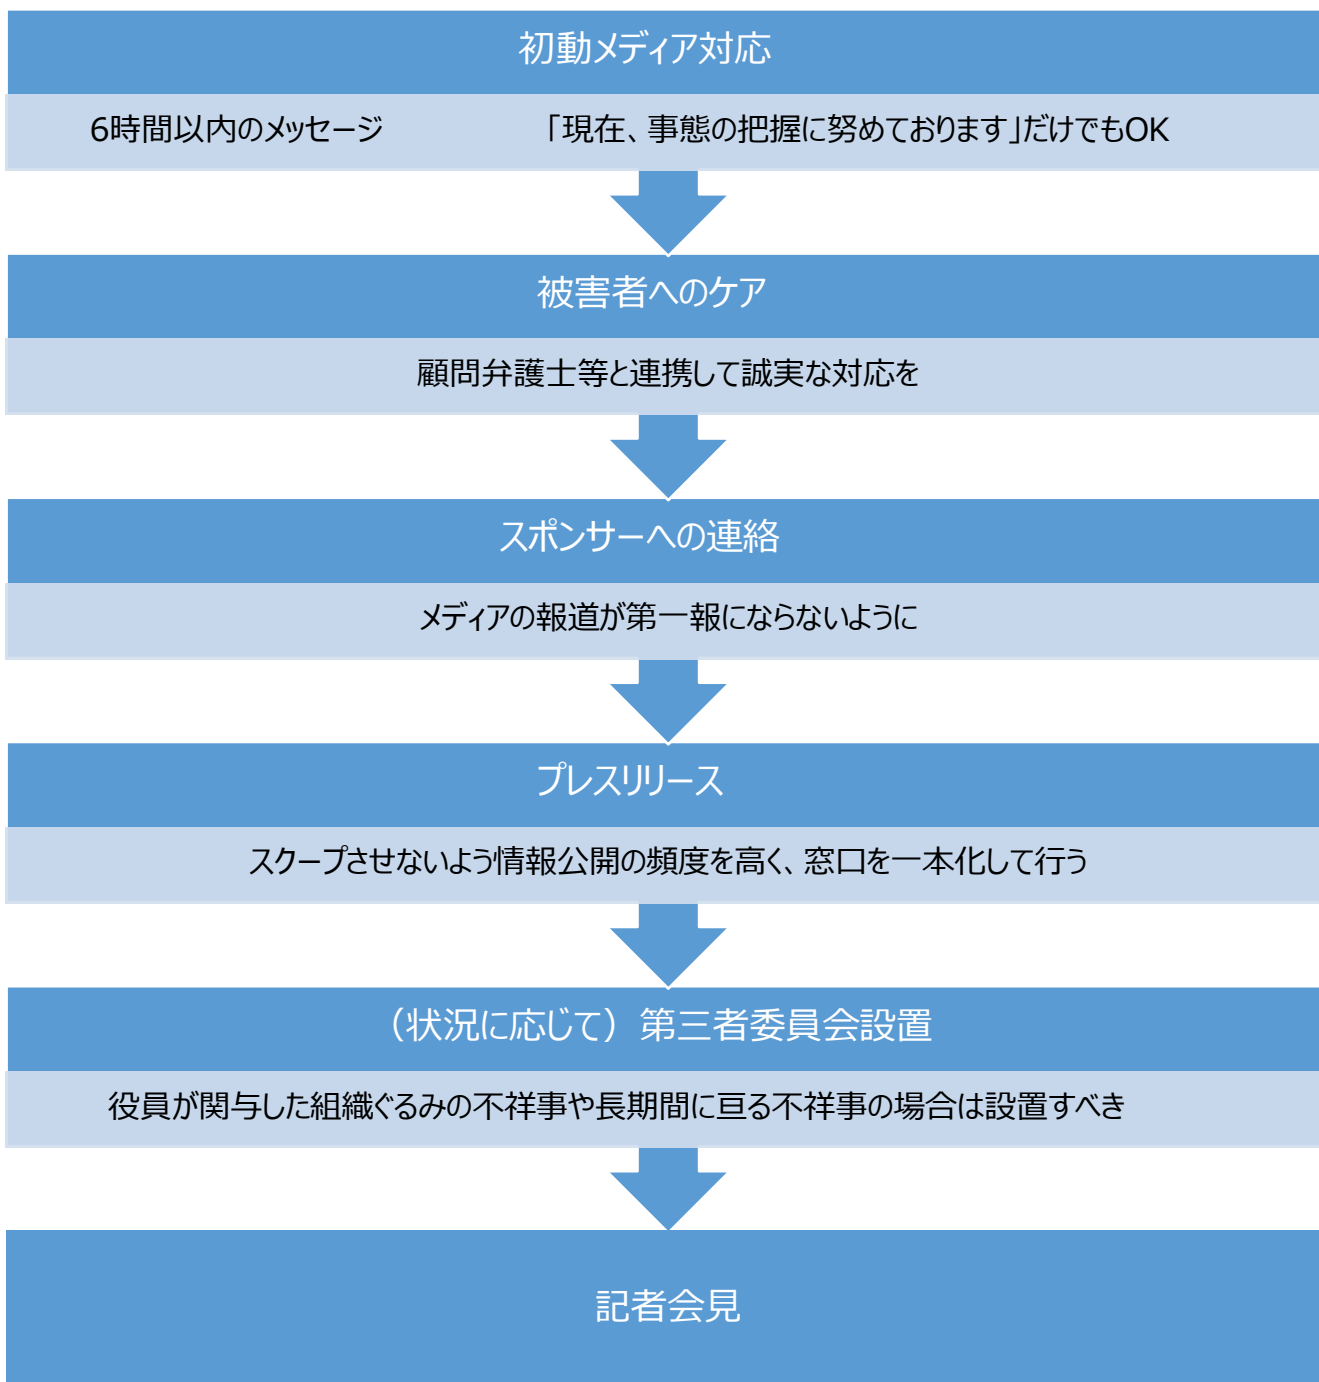 初動メディア対応
6時間以内のメッセージ 「現在、事態の把握に努めております」だけでもOK
被害者へのケア
顧問弁護士等と連携して誠実な対応を
スポンサーへの連絡
メディアの報道が第一報にならないように
プレスリリース
スクープさせないよう情報公開の頻度を高く、窓口を一本化して行う
（状況に応じて）第三者委員会設置
役員が関与した組織ぐるみの不祥事や長期間に亘る不祥事の場合は設置すべき
記者会見